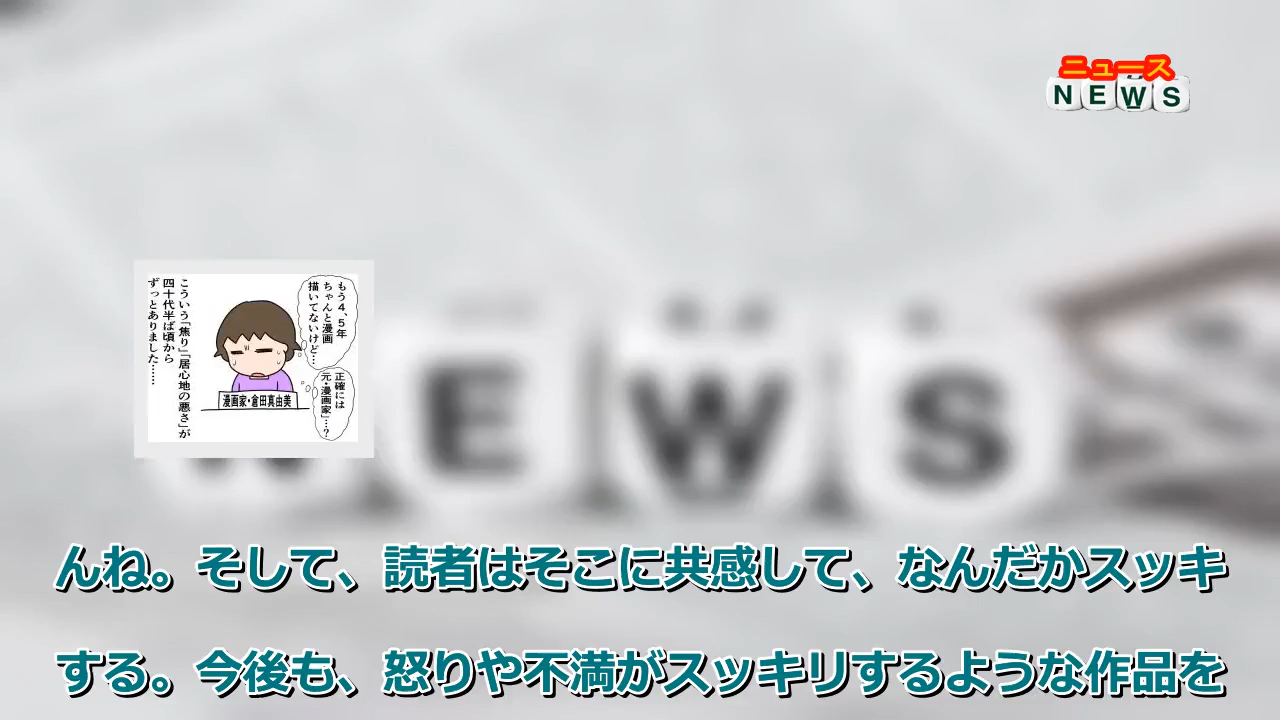 ニュース
NEWS
もう４、５年
ちゃんと漫画
描いてないけど…
正確には
「元・漫画家」…？
こういう「焦り」「居心地の悪さ」が
四十代半ば頃から
ずっとありました……
漫画家・倉田真由美
NEWS
んね。そして、読者はそこに共感して、なんだかスッキ
する。今後も、怒りや不満がスッキリするような作品を